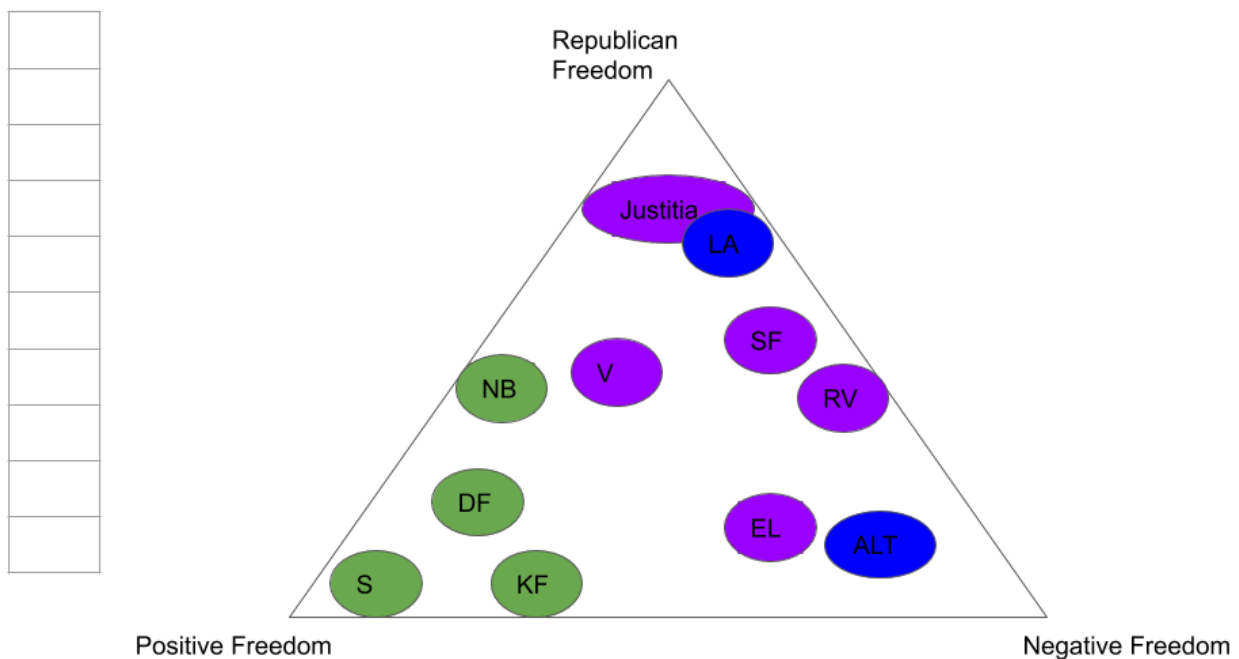 Republican
Freedom
Justitia
LA
SF
V
NB
RV
DF
EL
ALT
S
KF
Positive Freedom
Negative Freedom